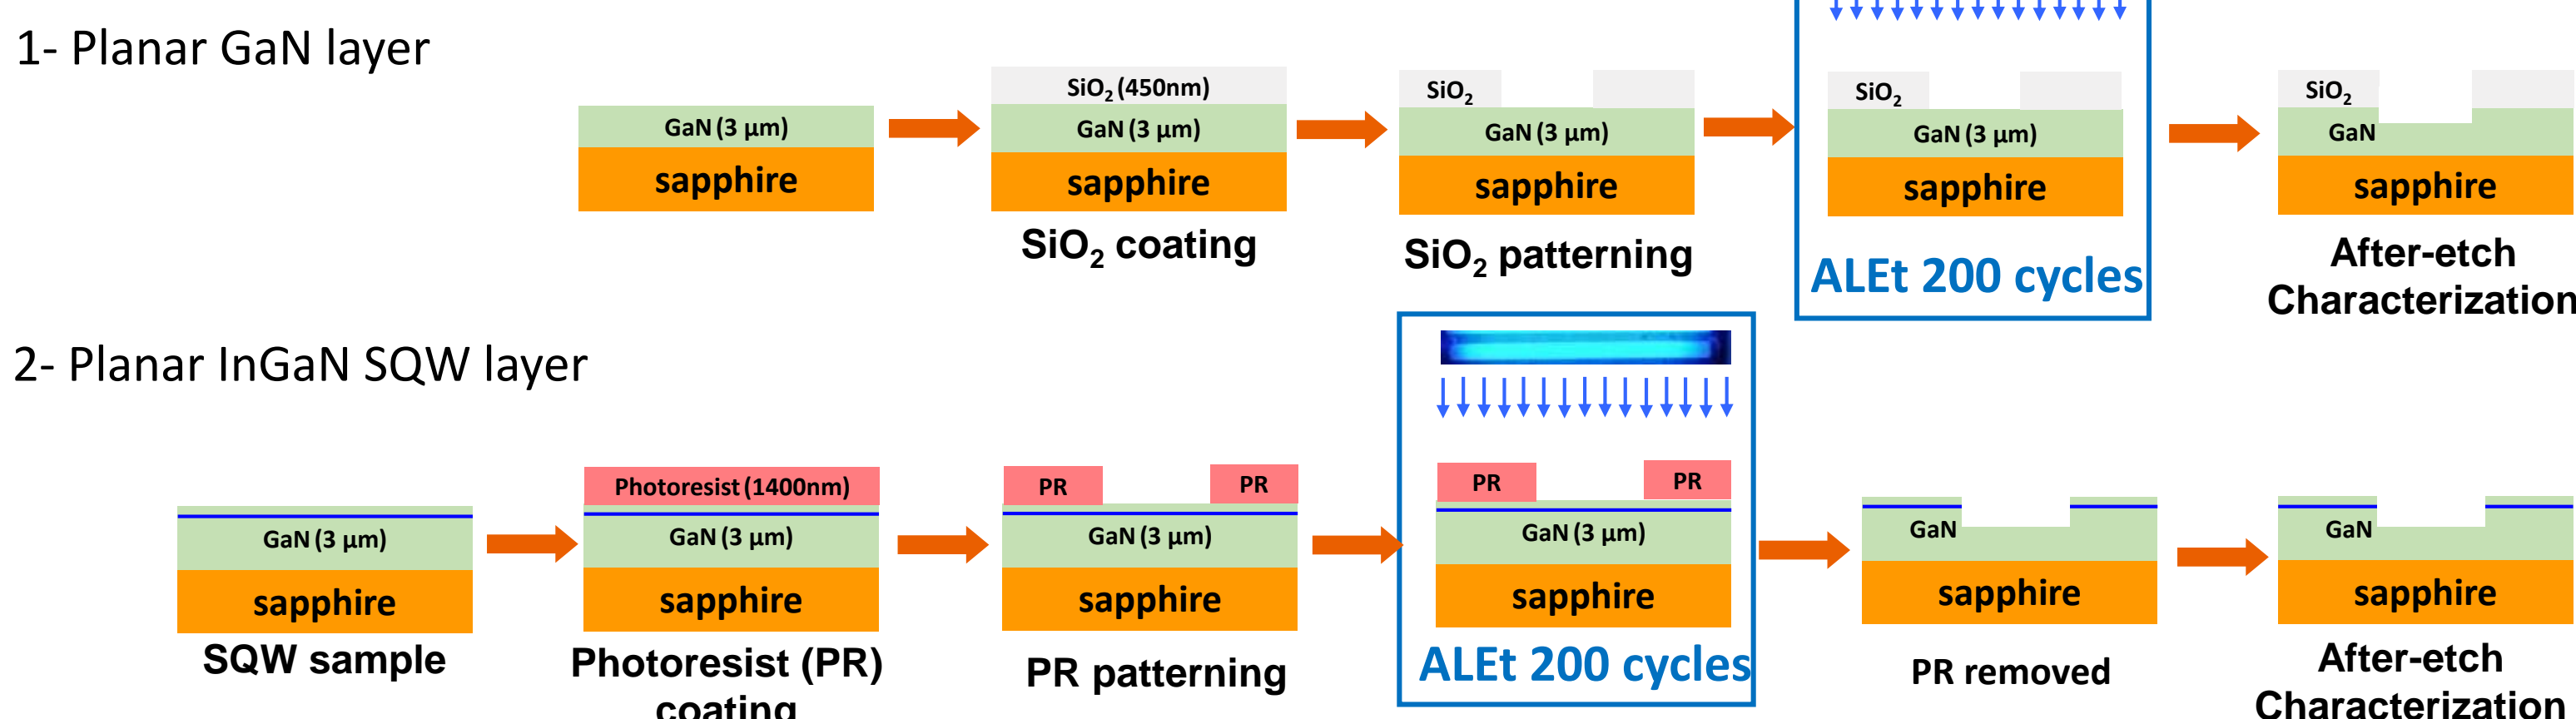 1- Planar GaN layer
GaN (3 µm)
sapphire
SiO₂ (450nm)
GaN (3 µm)
sapphire
SiO₂ coating
SiO₂
GaN (3 µm)
sapphire
SiO₂ patterning
SiO₂
GaN (3 µm)
sapphire
ALEt 200 cycles
SiO₂
GaN
sapphire
After-etch
Characterization
2- Planar InGaN SQW layer
GaN (3 µm)
sapphire
SQW sample
Photoresist (1400nm)
GaN (3 µm)
sapphire
Photoresist (PR)
coating
PR
PR
GaN (3 µm)
sapphire
PR patterning
PR
PR
GaN (3 µm)
sapphire
ALEt 200 cycles
GaN
sapphire
PR removed
GaN
sapphire
After-etch
Characterization